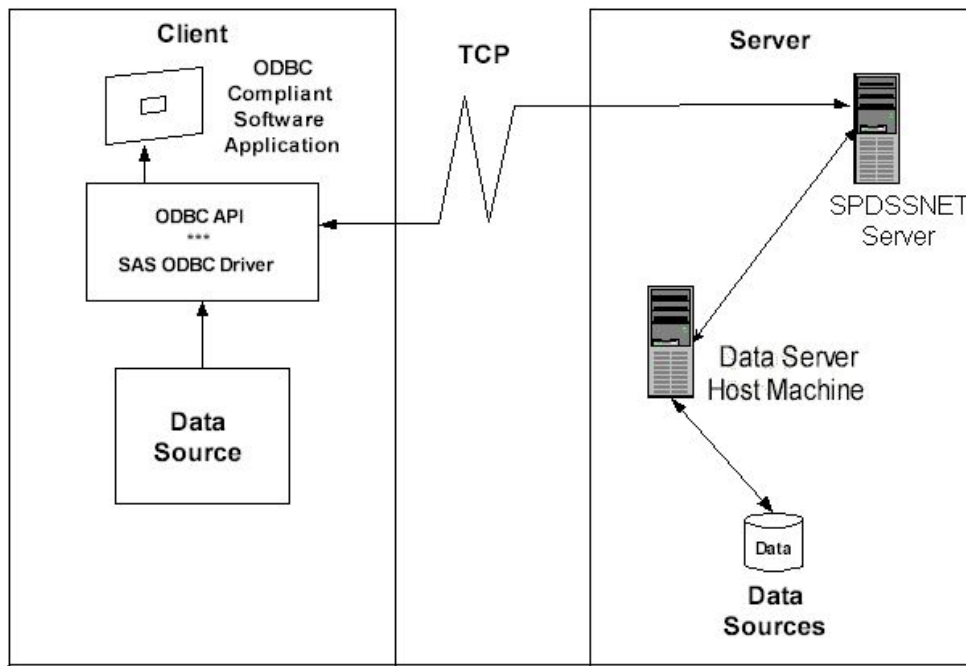 Client
ODBC
Compliant
Software
Application
ODBC API
***
SAS ODBC Driver
Data
Source
TCP
Server
SPDSSNET
Server
Data Server
Host Machine
Data
Data
Sources